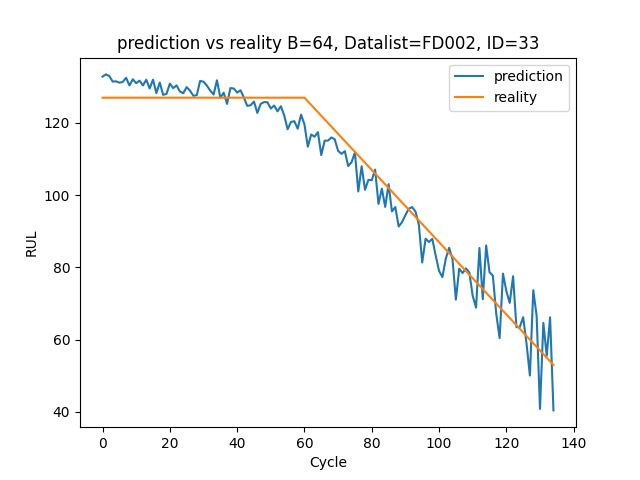 prediction vs reality B=64, Datalist=FD002, ID=33
prediction
reality
RUL
120
100
80
60
40
0 20 40 60 80 100 120 140
Cycle